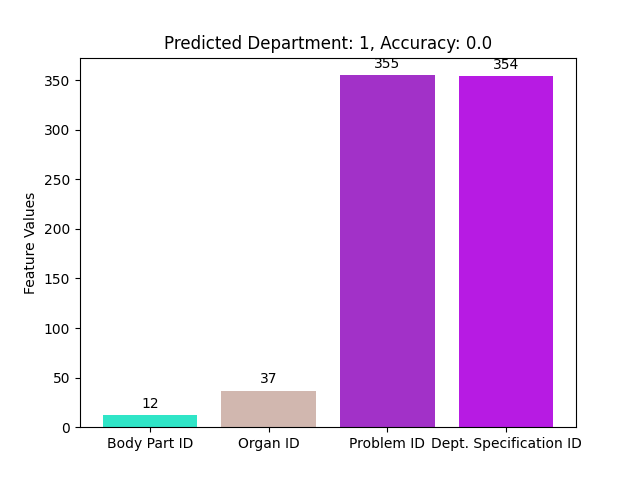 Predicted Department: 1, Accuracy: 0.0
Feature Values
350
300
250
200
150
100
50
0
12
37
355
354
Body Part ID
Organ ID
Problem ID
Dept. Specification ID